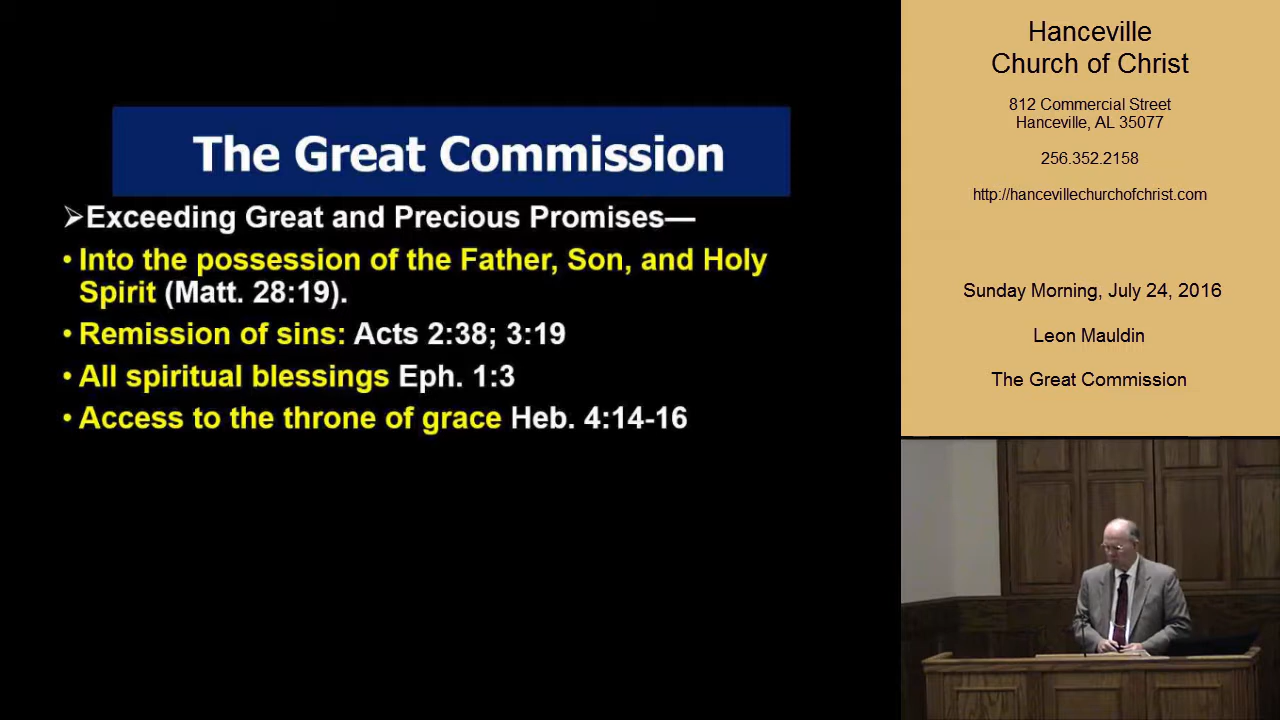 The Great Commission
➢Exceeding Great and Precious Promises—
• Into the possession of the Father, Son, and Holy
Spirit (Matt. 28:19).
• Remission of sins: Acts 2:38; 3:19
• All spiritual blessings Eph. 1:3
• Access to the throne of grace Heb. 4:14-16
Hanceville
Church of Christ
812 Commercial Street
Hanceville, AL 35077
256.352.2158
http://hancevillechurchofchrist.com
Sunday Morning, July 24, 2016
Leon Mauldin
The Great Commission